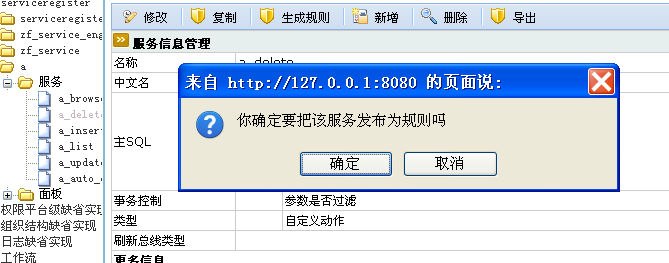 serviceregister
serviceregister
zf_service_eng
zf_service
a
服务
a_brows
a_delet
a_inser
a_list
a_updat
a_auto_
面板
权限平台级缺省实现
组织结构缺省实现
日志缺省实现
工作流
修改 复制 生成规则 新增 删除 导出
服务信息管理
名称 a_delete
中文名
主SQL
事务控制 参数是否过滤
类型 自定义动作
刷新总线类型
更多信息
来自 http://127.0.0.1:8080 的页面说:
你确定要把该服务发布为规则吗
确定 取消